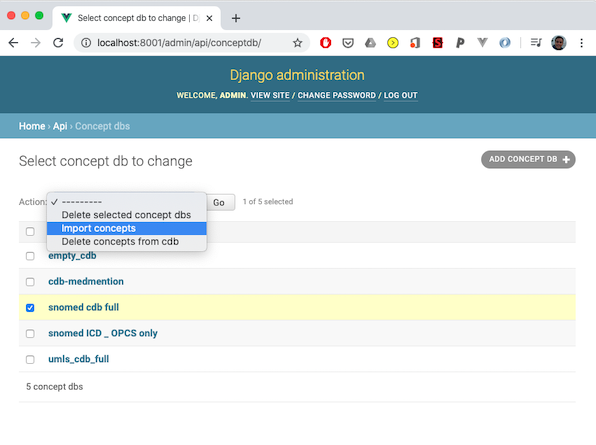 Select concept db to change | Dj
localhost:8001/admin/api/conceptdb/
Django administration
WELCOME, ADMIN. VIEW SITE / CHANGE PASSWORD / LOG OUT
Home › Api › Concept dbs
Select concept db to change
ADD CONCEPT DB +
Action: ✓ --------- Go 1 of 5 selected
Delete selected concept dbs
Import concepts
Delete concepts from cdb
empty_cdb
cdb-medmention
snomed cdb full
snomed ICD _ OPCS only
umls_cdb_full
5 concept dbs